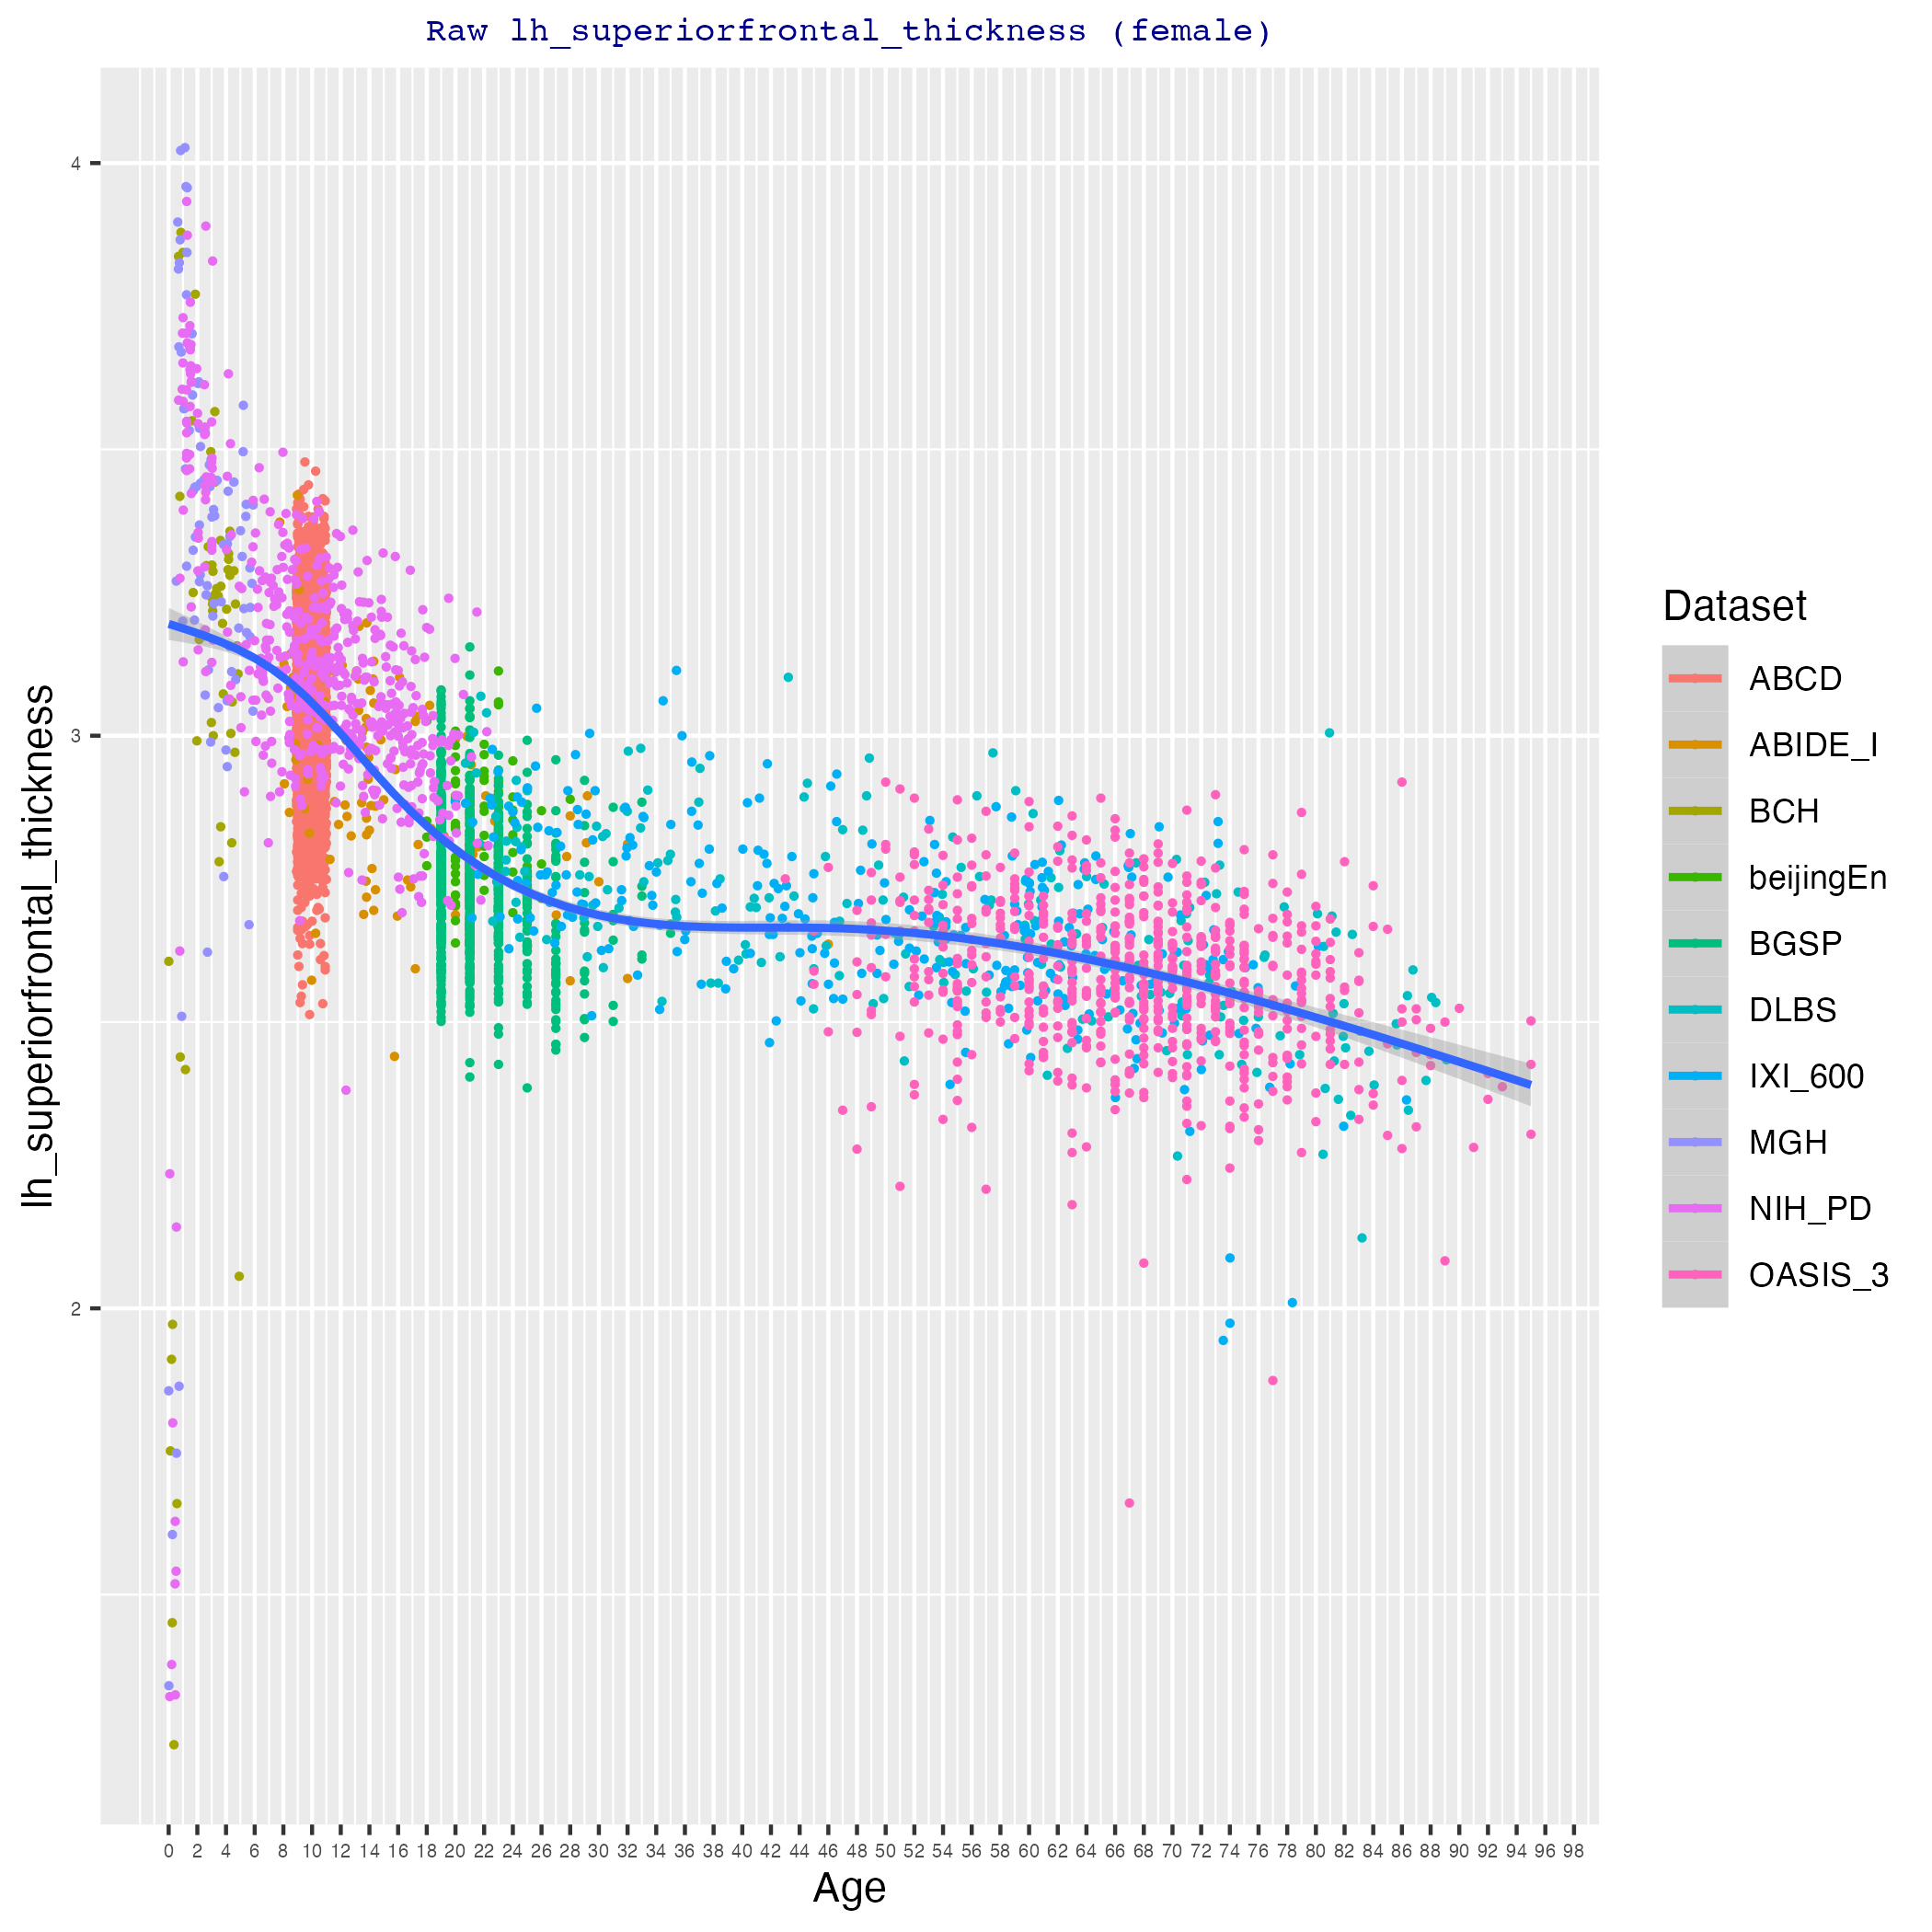 Raw lh_superiorfrontal_thickness (female)
lh_superiorfrontal_thickness
4
3
2
0 2 4 6 8 10 12 14 16 18 20 22 24 26 28 30 32 34 36 38 40 42 44 46 48 50 52 54 56 58 60 62 64 66 68 70 72 74 76 78 80 82 84 86 88 90 92 94 96 98
Age
Dataset
ABCD
ABIDE_I
BCH
beijingEn
BGSP
DLBS
IXI_600
MGH
NIH_PD
OASIS_3